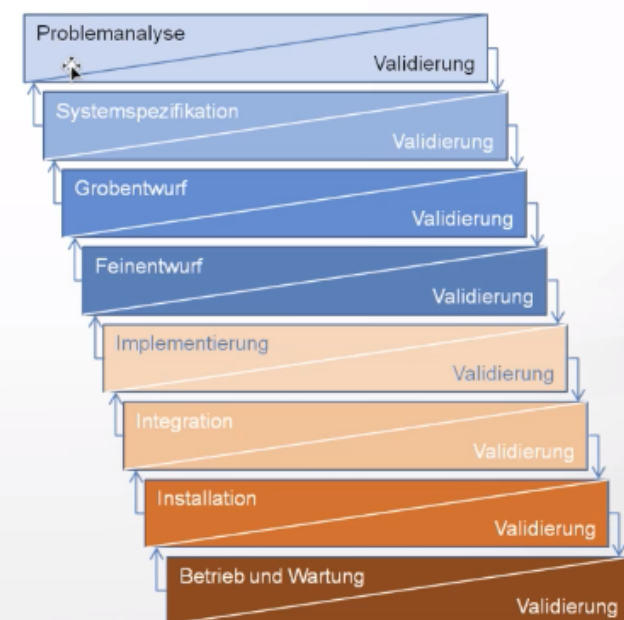 Problemanalyse
Validierung
Systemspezifikation
Validierung
Grobentwurf
Validierung
Feinentwurf
Validierung
Implementierung
Validierung
Integration
Validierung
Installation
Validierung
Betrieb und Wartung
Validierung